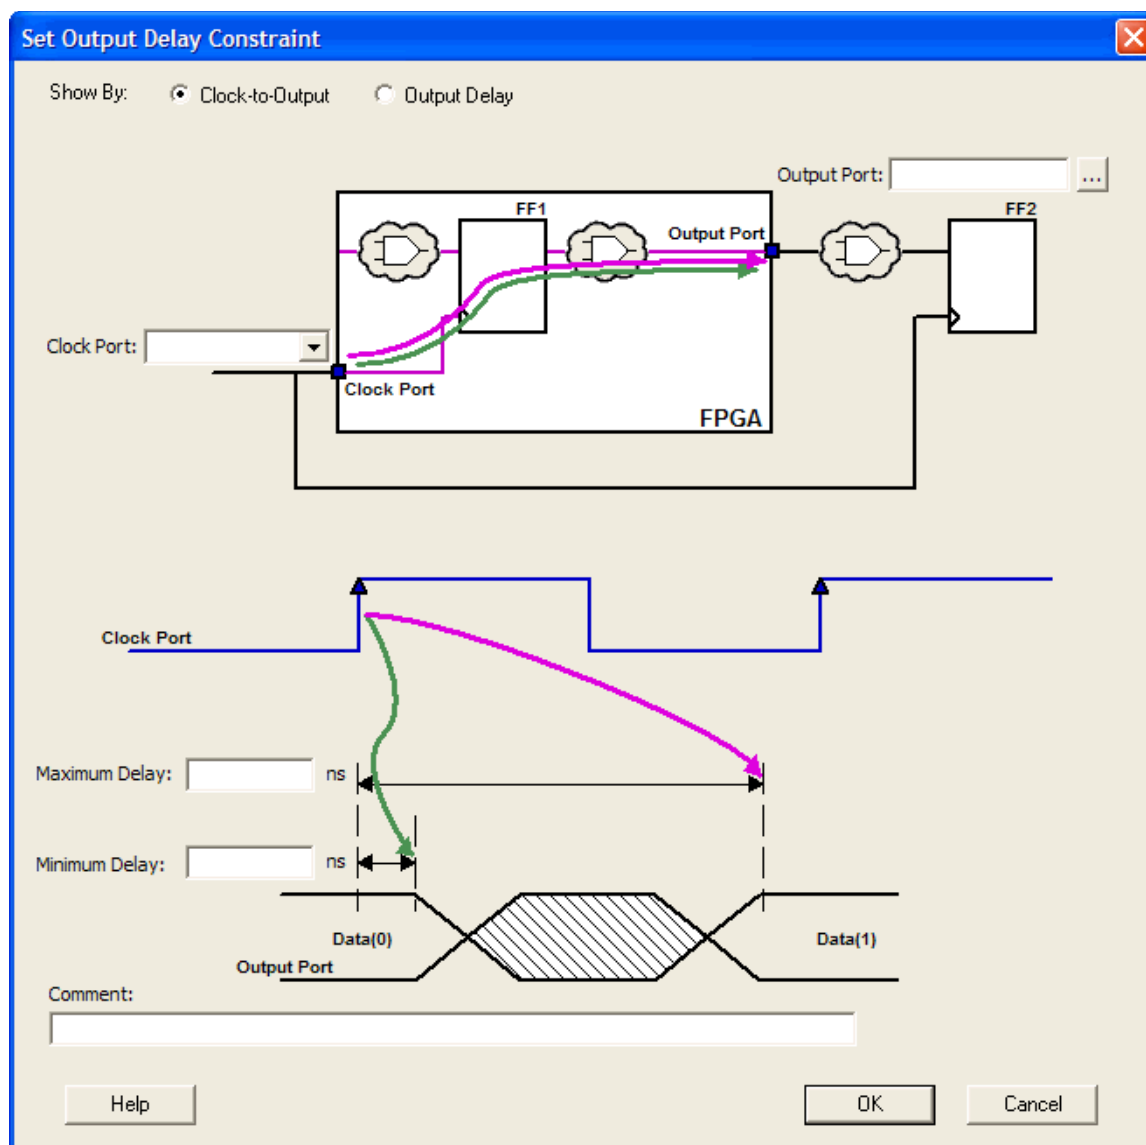 Set Output Delay Constraint
Show By: Clock-to-Output Output Delay
Output Port: ...
FF1 FF2
Output Port
Clock Port:
Clock Port
FPGA
Clock Port
Maximum Delay: ns
Minimum Delay: ns
Data(0) Data(1)
Output Port
Comment:
Help OK Cancel